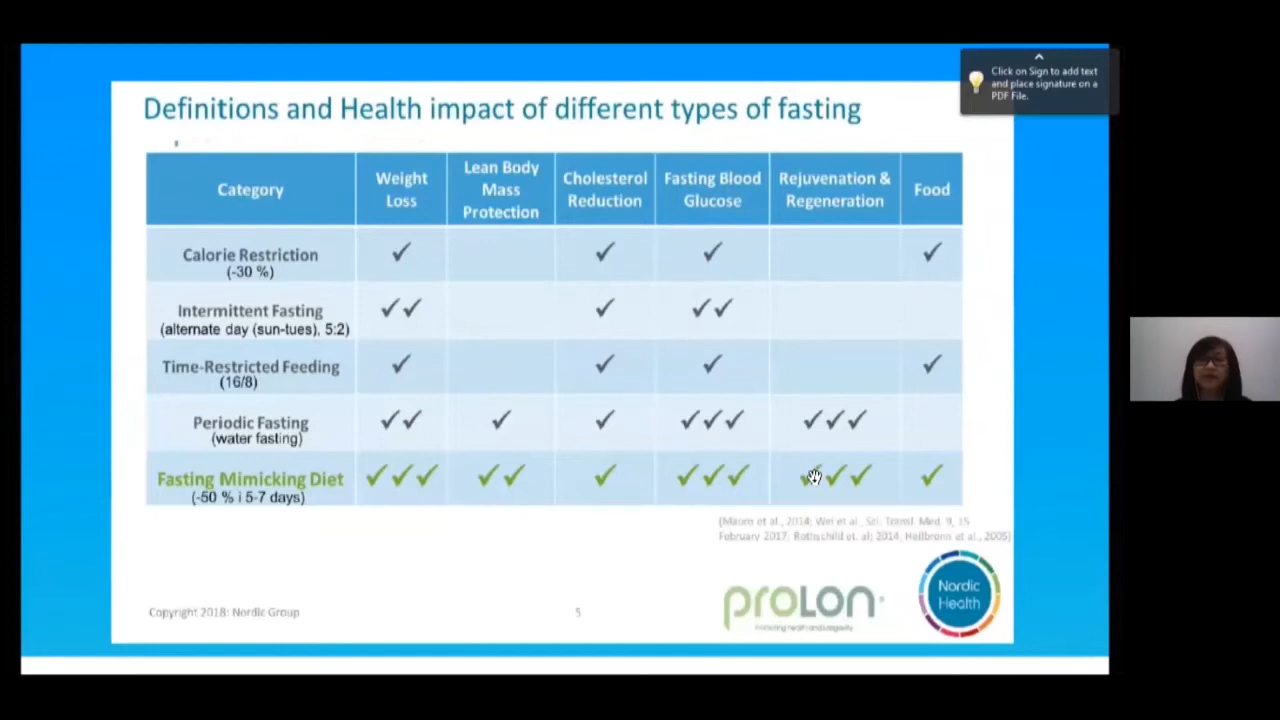 Click on Sign to add text
and place signature on a
PDF File.
Definitions and Health impact of different types of fasting
Category
Weight
Loss
Lean Body
Mass
Protection
Cholesterol
Reduction
Fasting Blood
Glucose
Rejuvenation &
Regeneration
Food
Calorie Restriction
(-30 %)
✓
✓
✓
✓
Intermittent Fasting
(alternate day (sun-tues), 5:2)
✓✓
✓
✓✓
Time-Restricted Feeding
(16/8)
✓
✓
✓
✓
Periodic Fasting
(water fasting)
✓✓
✓
✓
✓✓✓
✓✓✓
Fasting Mimicking Diet
(-50 % i 5-7 days)
✓✓✓
✓✓
✓
✓✓✓
✓✓✓
✓
(Mauro et al., 2014; Wei et al., Sci. Transl. Med. 9, 15
February 2017; Rothschild et. al; 2014, Heilbronn et al., 2005)
Copyright 2018: Nordic Group
5
proLon
Promoting health and longevity
Nordic
Health